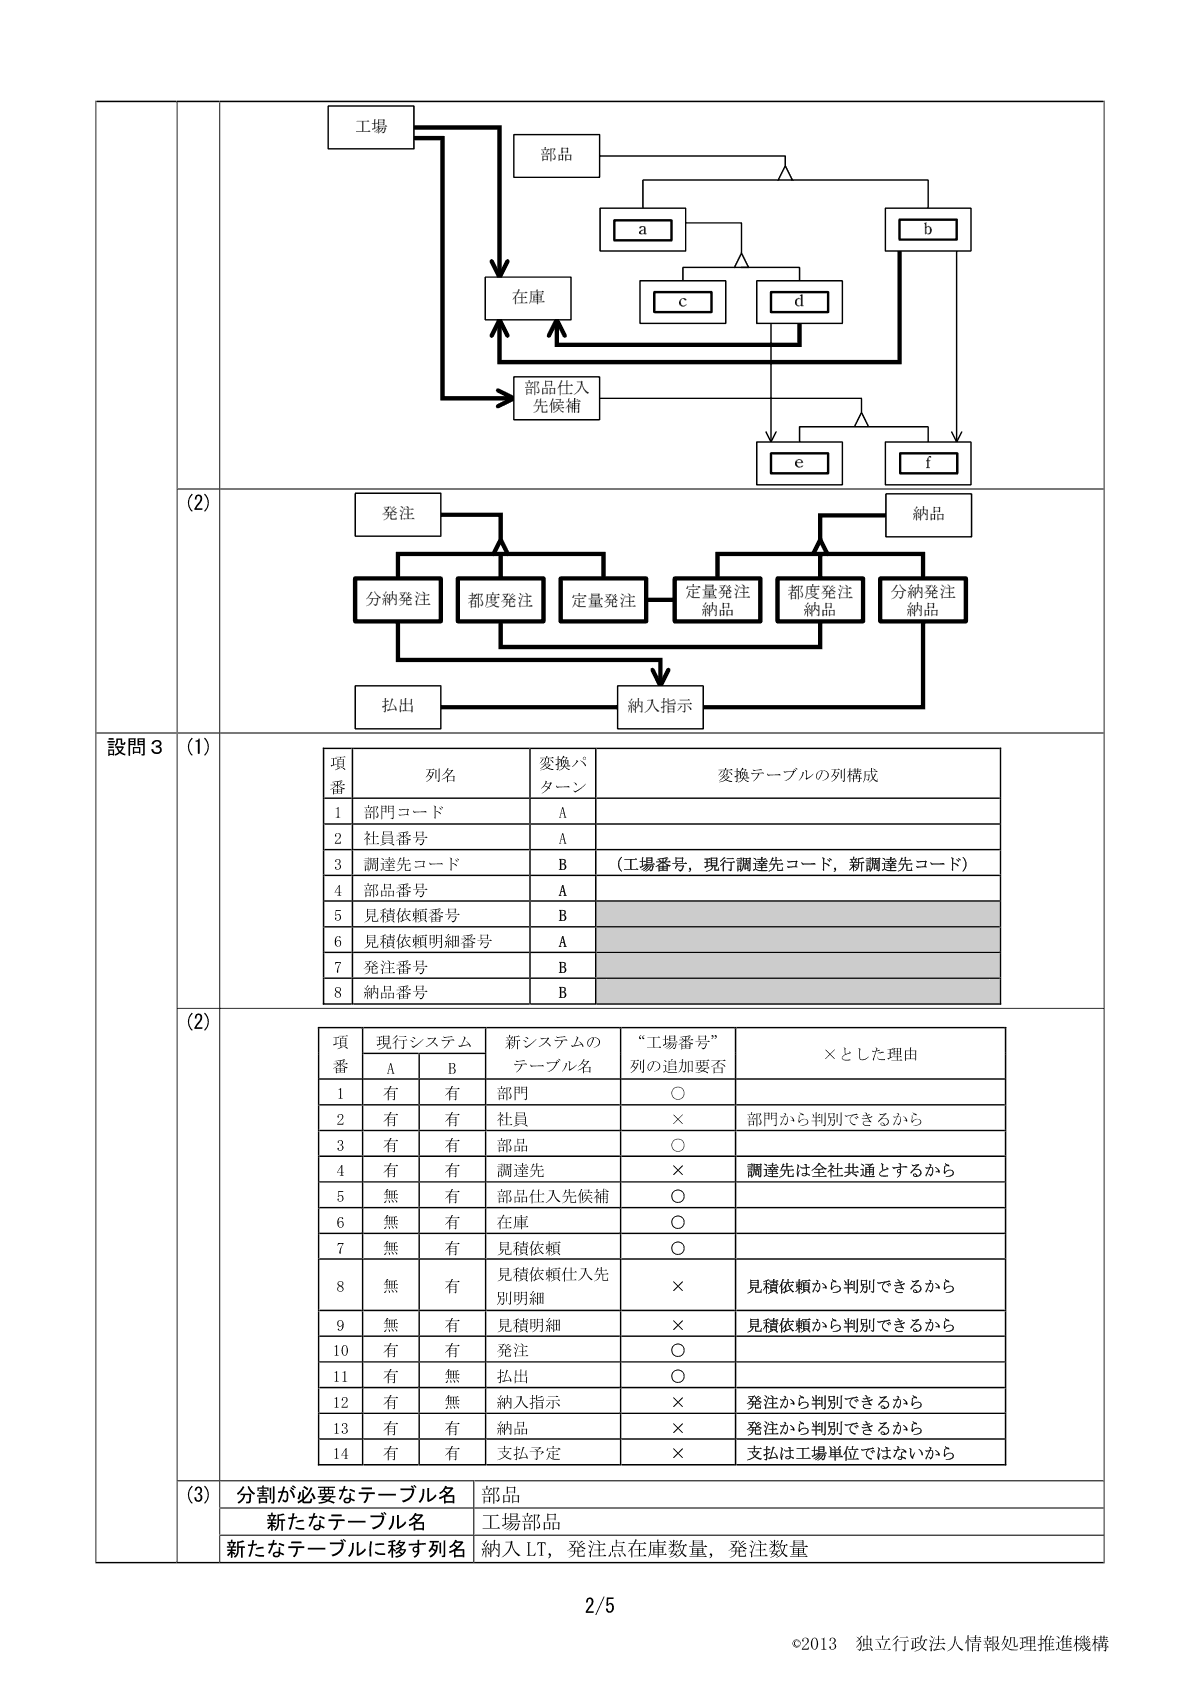 工場
部品
a
b
c
d
在庫
部品仕入
先候補
e
f
(2)
発注
納品
分納発注
都度発注
定量発注
定量発注
納品
都度発注
納品
分納発注
納品
払出
納入指示
設問３ (1)
項番 列名 変換パターン 変換テーブルの列構成
1 部門コード A
2 社員番号 A
3 調達先コード B （工場番号，現行調達先コード，新調達先コード）
4 部品番号 A
5 見積依頼番号 B
6 見積依頼明細番号 A
7 発注番号 B
8 納品番号 B
(2)
項番 現行システム 新システムのテーブル名 “工場番号”列の追加要否 ×とした理由
A B
1 有 有 部門 ○
2 有 有 社員 × 部門から判別できるから
3 有 有 部品 ○
4 有 有 調達先 × 調達先は全社共通とするから
5 無 有 部品仕入先候補 ○
6 無 有 在庫 ○
7 無 有 見積依頼 ○
8 無 有 見積依頼仕入先別明細 × 見積依頼から判別できるから
9 無 有 見積明細 × 見積依頼から判別できるから
10 有 有 発注 ○
11 有 無 払出 ○
12 有 無 納入指示 × 発注から判別できるから
13 有 有 納品 × 発注から判別できるから
14 有 有 支払予定 × 支払は工場単位ではないから
(3) 分割が必要なテーブル名 部品
新たなテーブル名 工場部品
新たなテーブルに移す列名 納入 LT，発注点在庫数量，発注数量
2/5
©2013　独立行政法人情報処理推進機構